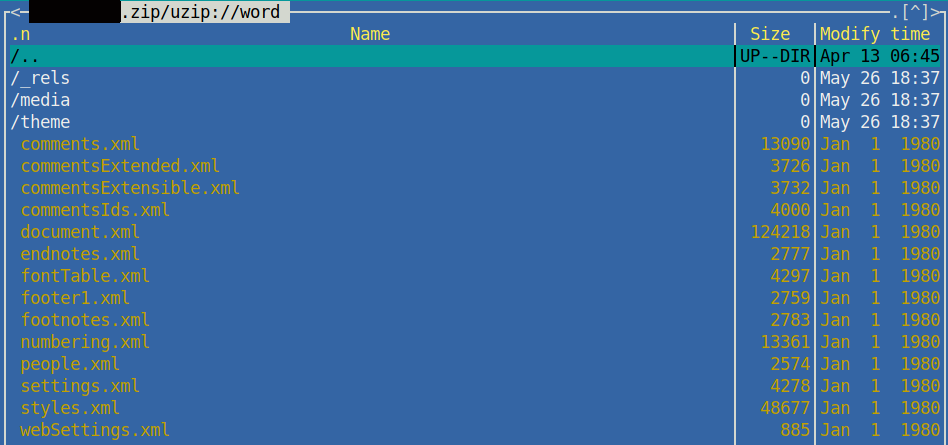 <- .zip/uzip://word .[^]>
.n Name Size Modify time
/.. UP--DIR Apr 13 06:45
/_rels 0 May 26 18:37
/media 0 May 26 18:37
/theme 0 May 26 18:37
comments.xml 13090 Jan 1 1980
commentsExtended.xml 3726 Jan 1 1980
commentsExtensible.xml 3732 Jan 1 1980
commentsIds.xml 4000 Jan 1 1980
document.xml 124218 Jan 1 1980
endnotes.xml 2777 Jan 1 1980
fontTable.xml 4297 Jan 1 1980
footer1.xml 2759 Jan 1 1980
footnotes.xml 2783 Jan 1 1980
numbering.xml 13361 Jan 1 1980
people.xml 2574 Jan 1 1980
settings.xml 4278 Jan 1 1980
styles.xml 48677 Jan 1 1980
webSettings.xml 885 Jan 1 1980